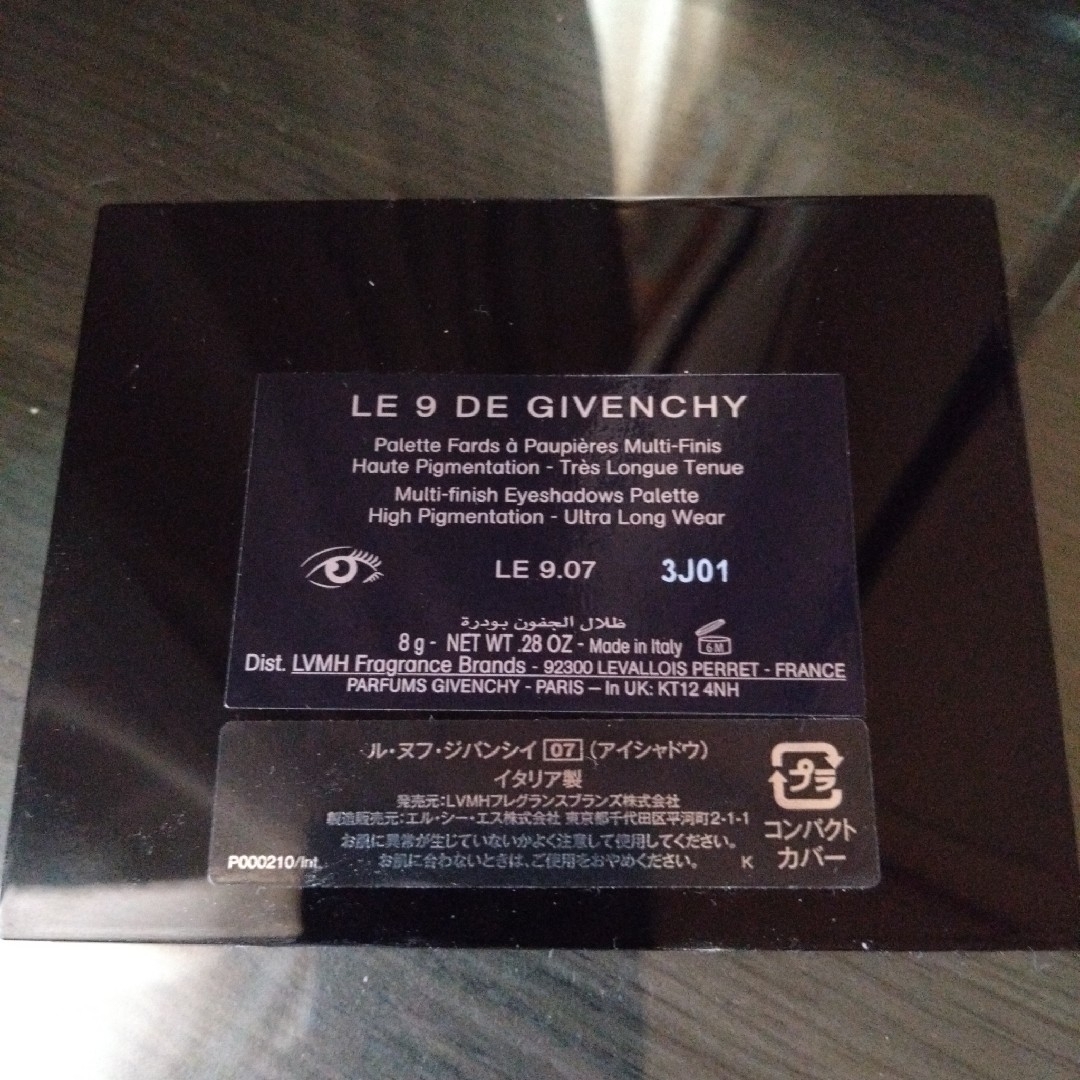 LE 9 DE GIVENCHY
Palette Fards à Paupières Multi-Finis
Haute Pigmentation - Très Longue Tenue
Multi-finish Eyeshadows Palette
High Pigmentation - Ultra Long Wear
LE 9.07 3J01
ظلال الجفون بودرة
8 g - NET WT .28 OZ - Made in Italy 6M
Dist. LVMH Fragrance Brands - 92300 LEVALLOIS PERRET - FRANCE
PARFUMS GIVENCHY - PARIS — In UK: KT12 4NH
ル・ヌフ・ジバンシイ 07 (アイシャドウ)
イタリア製
発売元:LVMHフレグランスブランズ株式会社
製造販売元:エル・シー・エス株式会社 東京都千代田区平河町2-1-1
お肌に異常が生じていないかよく注意して使用してください。
お肌に合わないときは、ご使用をおやめください。
P000210/Int. K
プラ
コンパクト
カバー